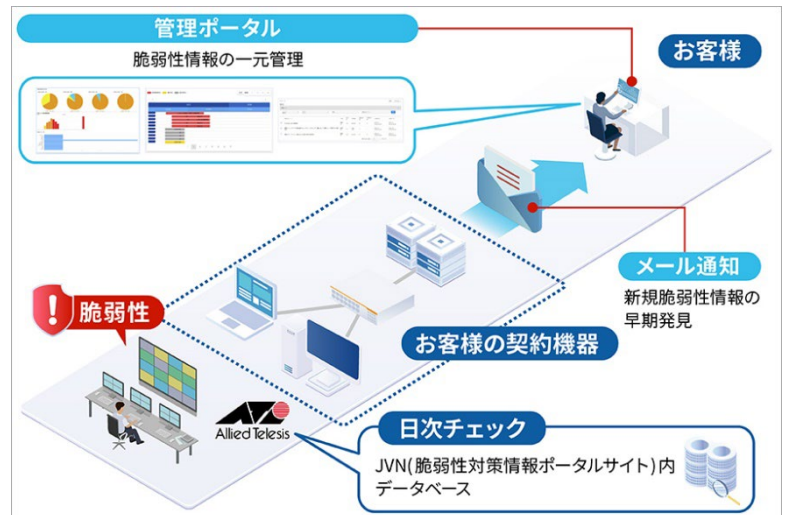 管理ポータル
脆弱性情報の一元管理
お客様
メール通知
新規脆弱性情報の
早期発見
お客様の契約機器
脆弱性
Allied Telesis
日次チェック
JVN(脆弱性対策情報ポータルサイト)内
データベース